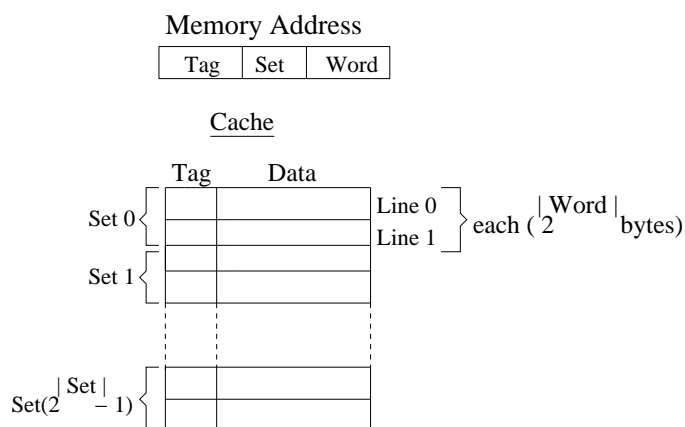 Memory Address
Tag Set Word
Cache
Tag Data
Set 0
Line 0
Line 1
each ( 2^|Word| bytes)
Set 1
Set(2^|Set| – 1)